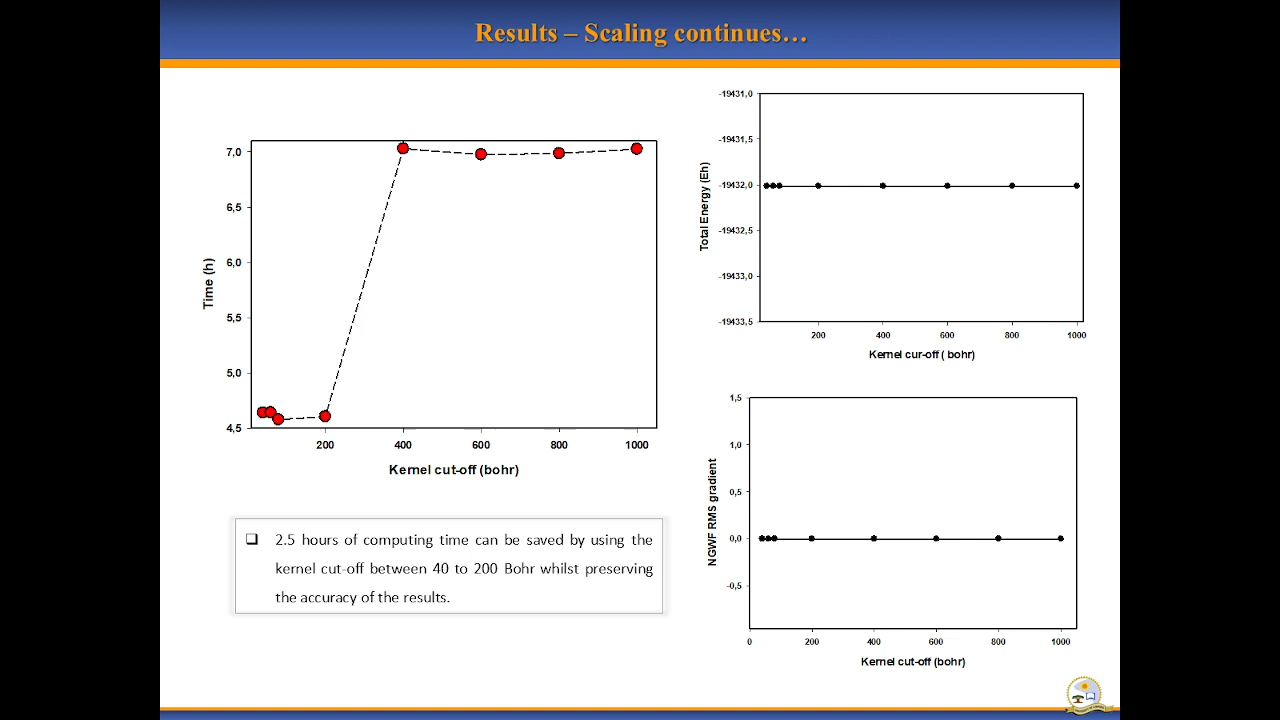 Results – Scaling continues…
7,0
6,5
6,0
5,5
5,0
4,5
Time (h)
200 400 600 800 1000
Kernel cut-off (bohr)
❑ 2.5 hours of computing time can be saved by using the
kernel cut-off between 40 to 200 Bohr whilst preserving
the accuracy of the results.
-19431,0
-19431,5
-19432,0
-19432,5
-19433,0
-19433,5
Total Energy (Eh)
200 400 600 800 1000
Kernel cur-off ( bohr)
1,5
1,0
0,5
0,0
-0,5
NGWF RMS gradient
0 200 400 600 800 1000
Kernel cut-off (bohr)